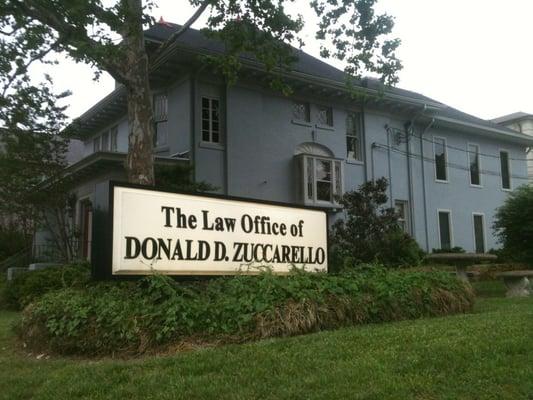 The Law Office of
DONALD D. ZUCCARELLO